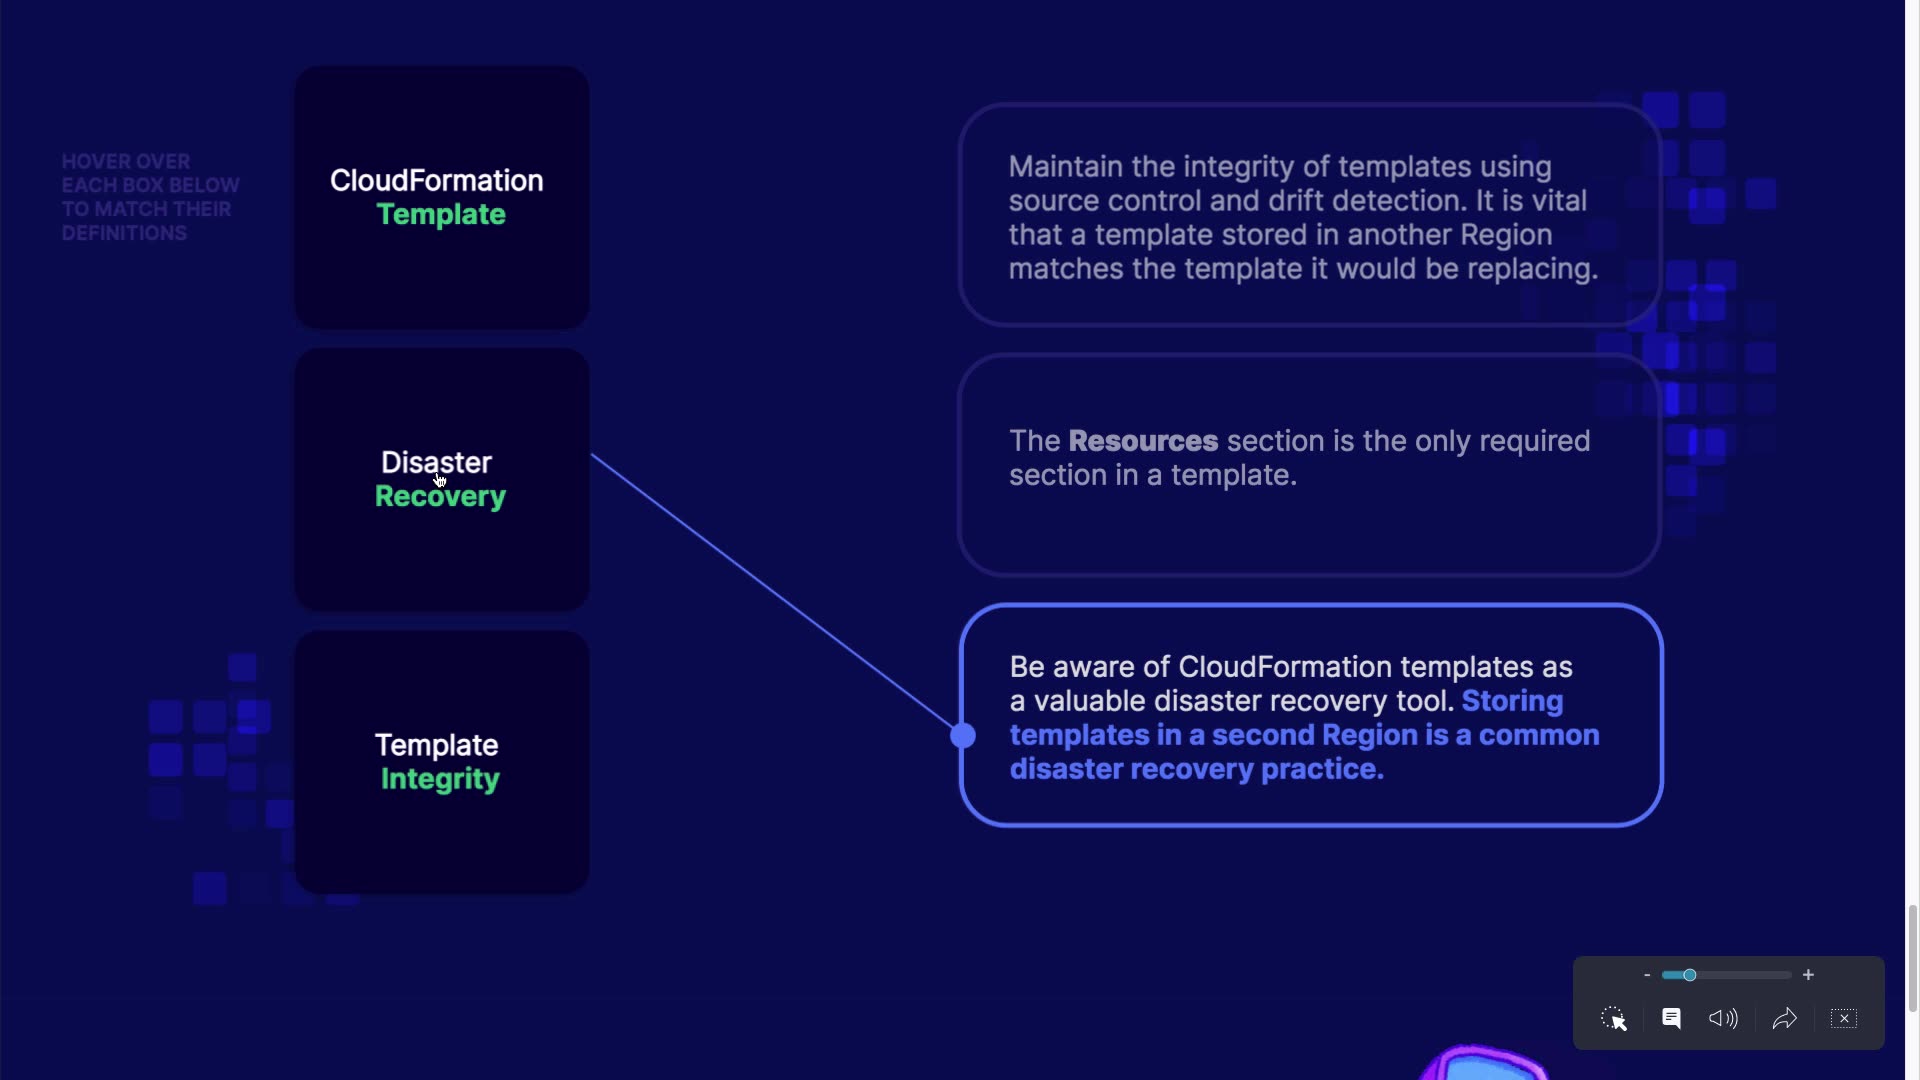 HOVER OVER
EACH BOX BELOW
TO MATCH THEIR
DEFINITIONS
CloudFormation
Template
Disaster
Recovery
Template
Integrity
Maintain the integrity of templates using
source control and drift detection. It is vital
that a template stored in another Region
matches the template it would be replacing.
The Resources section is the only required
section in a template.
Be aware of CloudFormation templates as
a valuable disaster recovery tool. Storing
templates in a second Region is a common
disaster recovery practice.